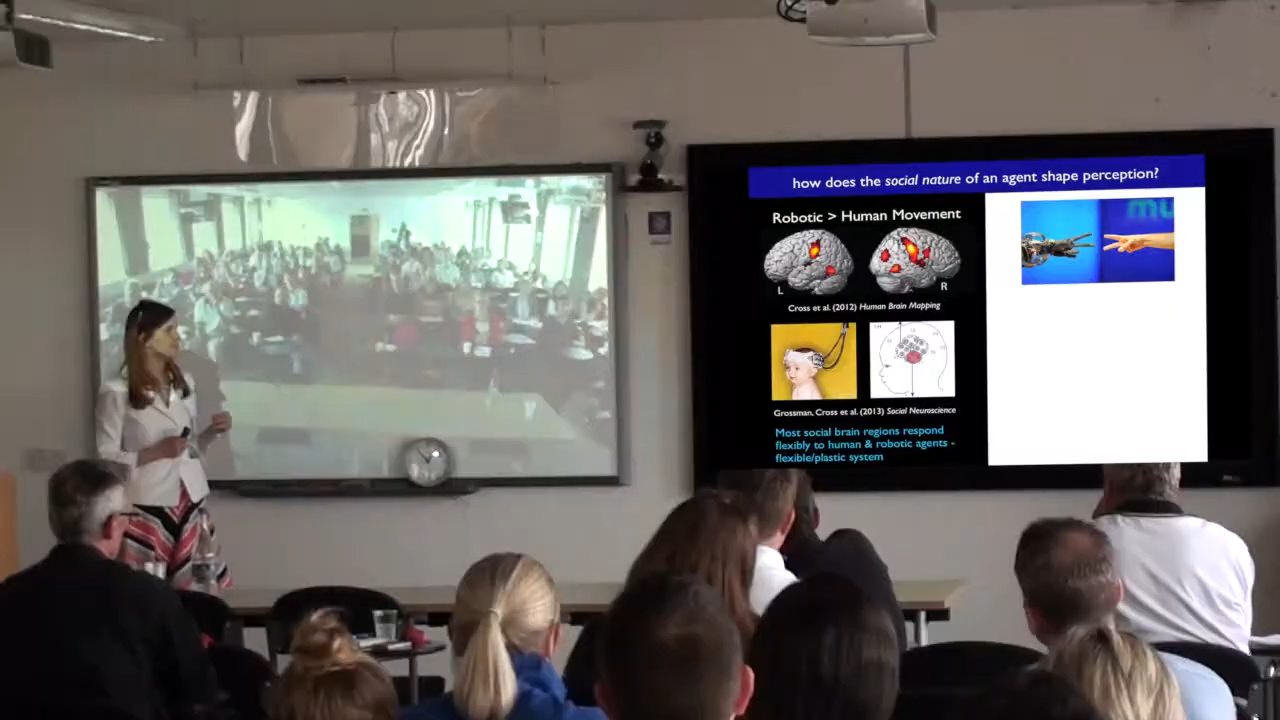 how does the social nature of an agent shape perception?
Robotic > Human Movement
L
R
Cross et al. (2012) Human Brain Mapping
Grossman, Cross et al. (2013) Social Neuroscience
Most social brain regions respond
flexibly to human & robotic agents -
flexible/plastic system
mu